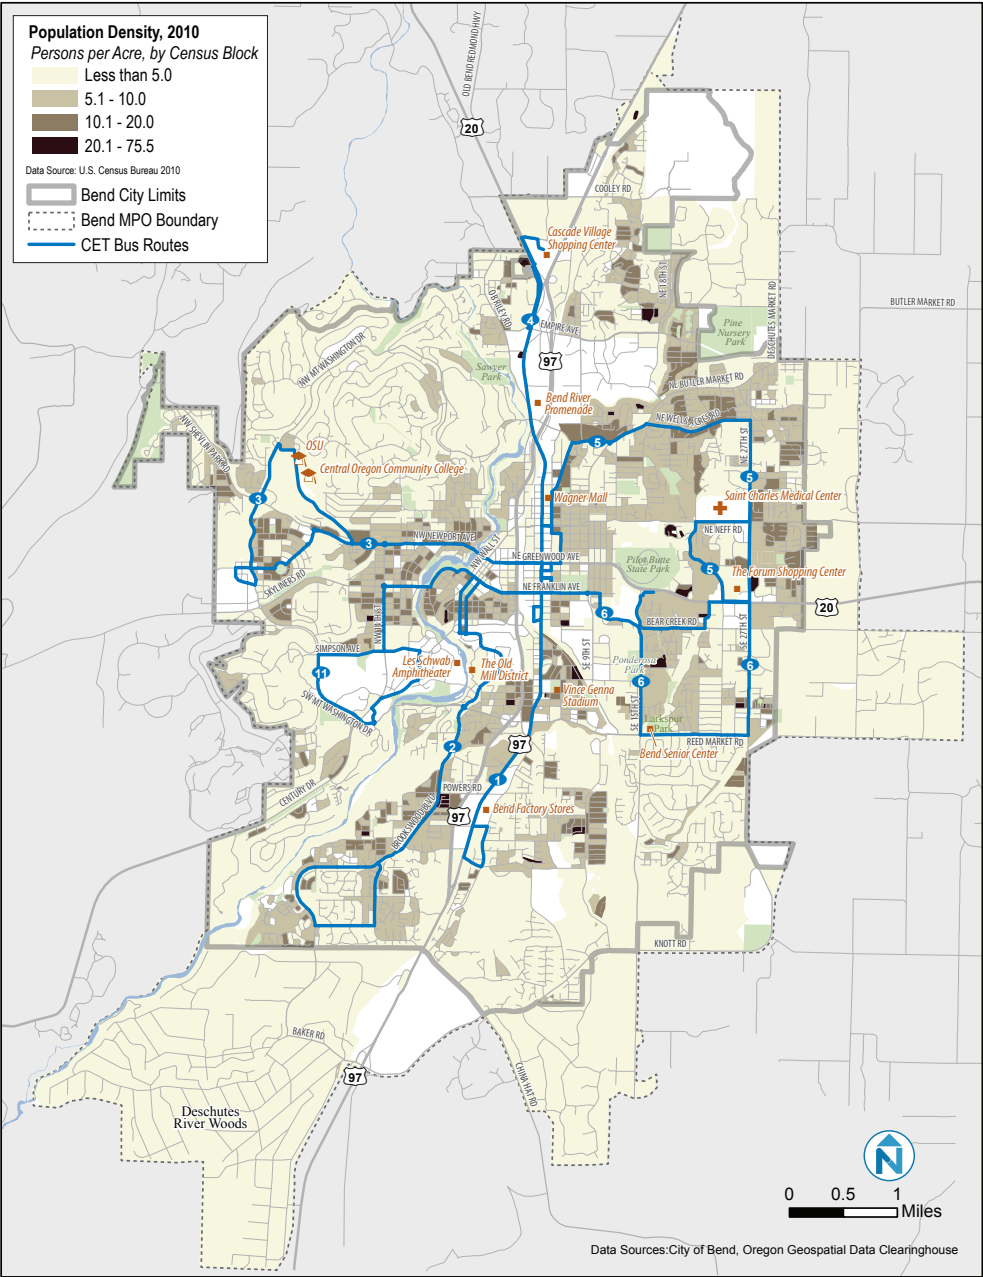 Population Density, 2010
Persons per Acre, by Census Block
Less than 5.0
5.1 - 10.0
10.1 - 20.0
20.1 - 75.5
Data Source: U.S. Census Bureau 2010
Bend City Limits
Bend MPO Boundary
CET Bus Routes
OLD BEND REDMOND HWY
20
COOLEY RD
Cascade Village
Shopping Center
NE 18TH ST
O B RILEY RD
4
EMPIRE AVE
DESCHUTES MARKET RD
BUTLER MARKET RD
Pine
Nursery
Park
NW MT WASHINGTON DR
97
Sawyer
Park
NE BUTLER MARKET RD
Bend River
Promenade
NE WELLS ACRES RD
NW SHEVLIN PARK RD
OSU
5
NE 27TH ST
Central Oregon Community College
5
3
Wagner Mall
Saint Charles Medical Center
NE NEFF RD
NW NEWPORT AVE
3
NW WALL ST
NE GREENWOOD AVE
Pilot Butte
State Park
5
The Forum Shopping Center
SKYLINERS RD
NE FRANKLIN AVE
20
NW 14TH ST
6
BEAR CREEK RD
SE 27TH ST
SIMPSON AVE
SE 9TH ST
Les Schwab
Amphitheater
The Old
Mill District
Ponderosa
Park
6
11
6
SW MT WASHINGTON DR
Vince Genna
Stadium
SE 15TH ST
Larkspur
Park
2
97
REED MARKET RD
Bend Senior Center
1
CENTURY DR
POWERS RD
BROOKSWOOD BLVD
97
Bend Factory Stores
KNOTT RD
BAKER RD
97
CHINA HAT RD
Deschutes
River Woods
N
0 0.5 1
Miles
Data Sources:City of Bend, Oregon Geospatial Data Clearinghouse